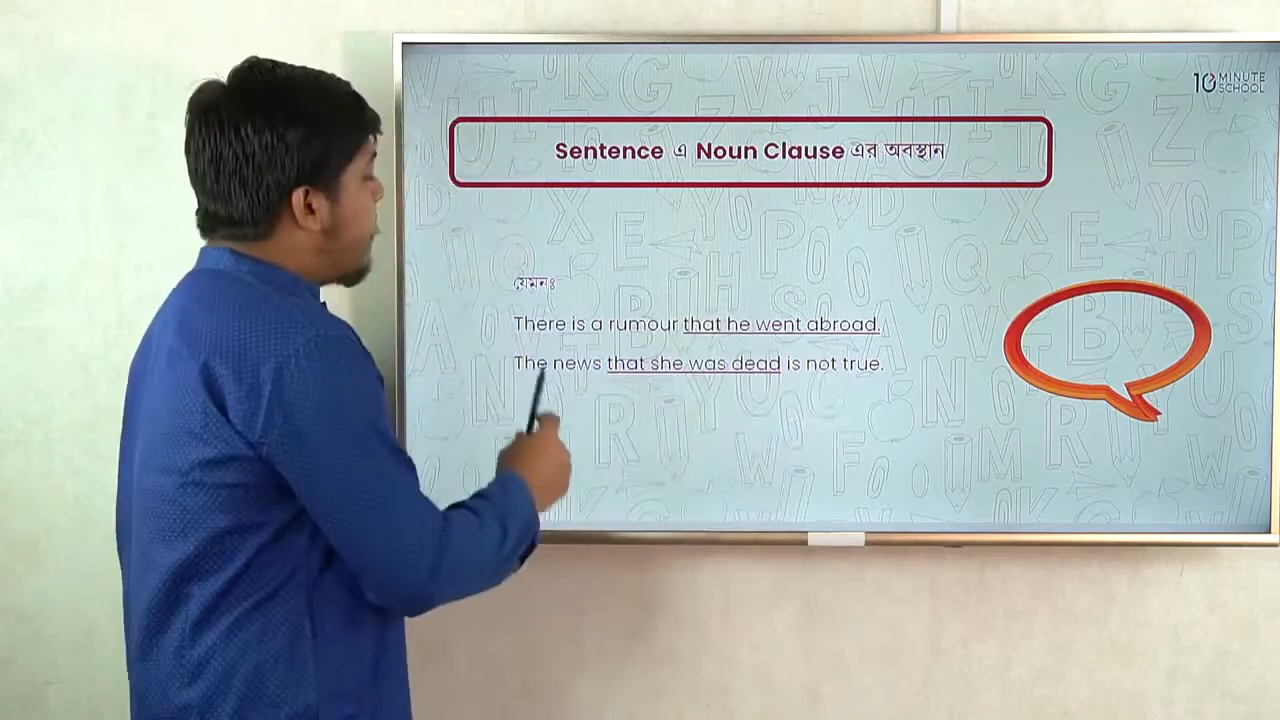 10 MINUTE SCHOOL
Sentence এ Noun Clause এর অবস্থান
যেমনঃ
There is a rumour that he went abroad.
The news that she was dead is not true.